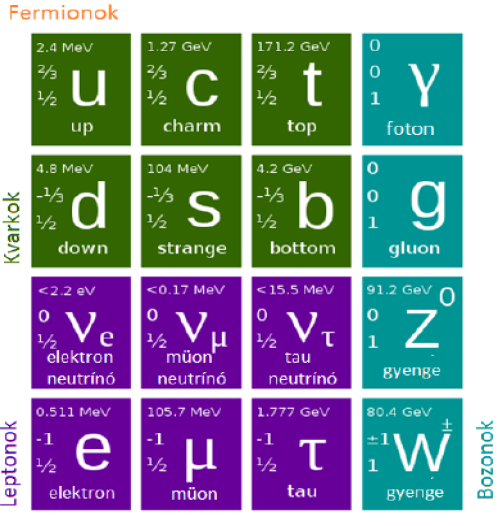 Fermionok
2.4 MeV
⅔
½
u
up
1.27 GeV
⅔
½
c
charm
171.2 GeV
⅔
½
t
top
0
0
1
γ
foton
Kvarkok
4.8 MeV
-⅓
½
d
down
104 MeV
-⅓
½
s
strange
4.2 GeV
-⅓
½
b
bottom
0
0
1
g
gluon
<2.2 eV
0
½
νe
elektron
neutrínó
<0.17 MeV
0
½
νμ
müon
neutrínó
<15.5 MeV
0
½
ντ
tau
neutrínó
91.2 GeV
0
1
Z0
gyenge
Leptonok
0.511 MeV
-1
½
e
elektron
105.7 MeV
-1
½
μ
müon
1.777 GeV
-1
½
τ
tau
80.4 GeV
±1
1
W±
gyenge
Bozonok